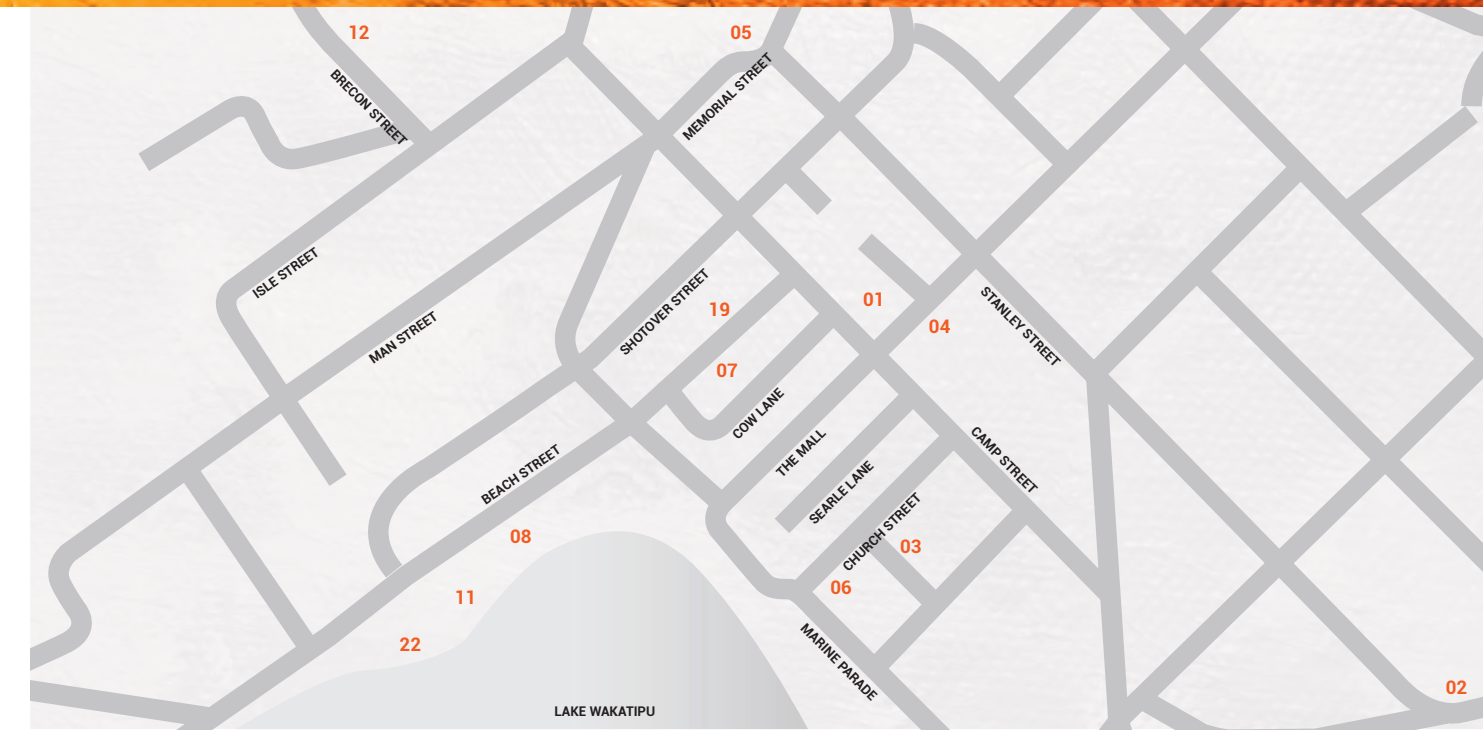 12
05
BRECON STREET
MEMORIAL STREET
ISLE STREET
MAN STREET
SHOTOVER STREET
19
01
04
STANLEY STREET
07
COW LANE
THE MALL
CAMP STREET
BEACH STREET
SEARLE LANE
CHURCH STREET
08
03
11
06
22
MARINE PARADE
02
LAKE WAKATIPU